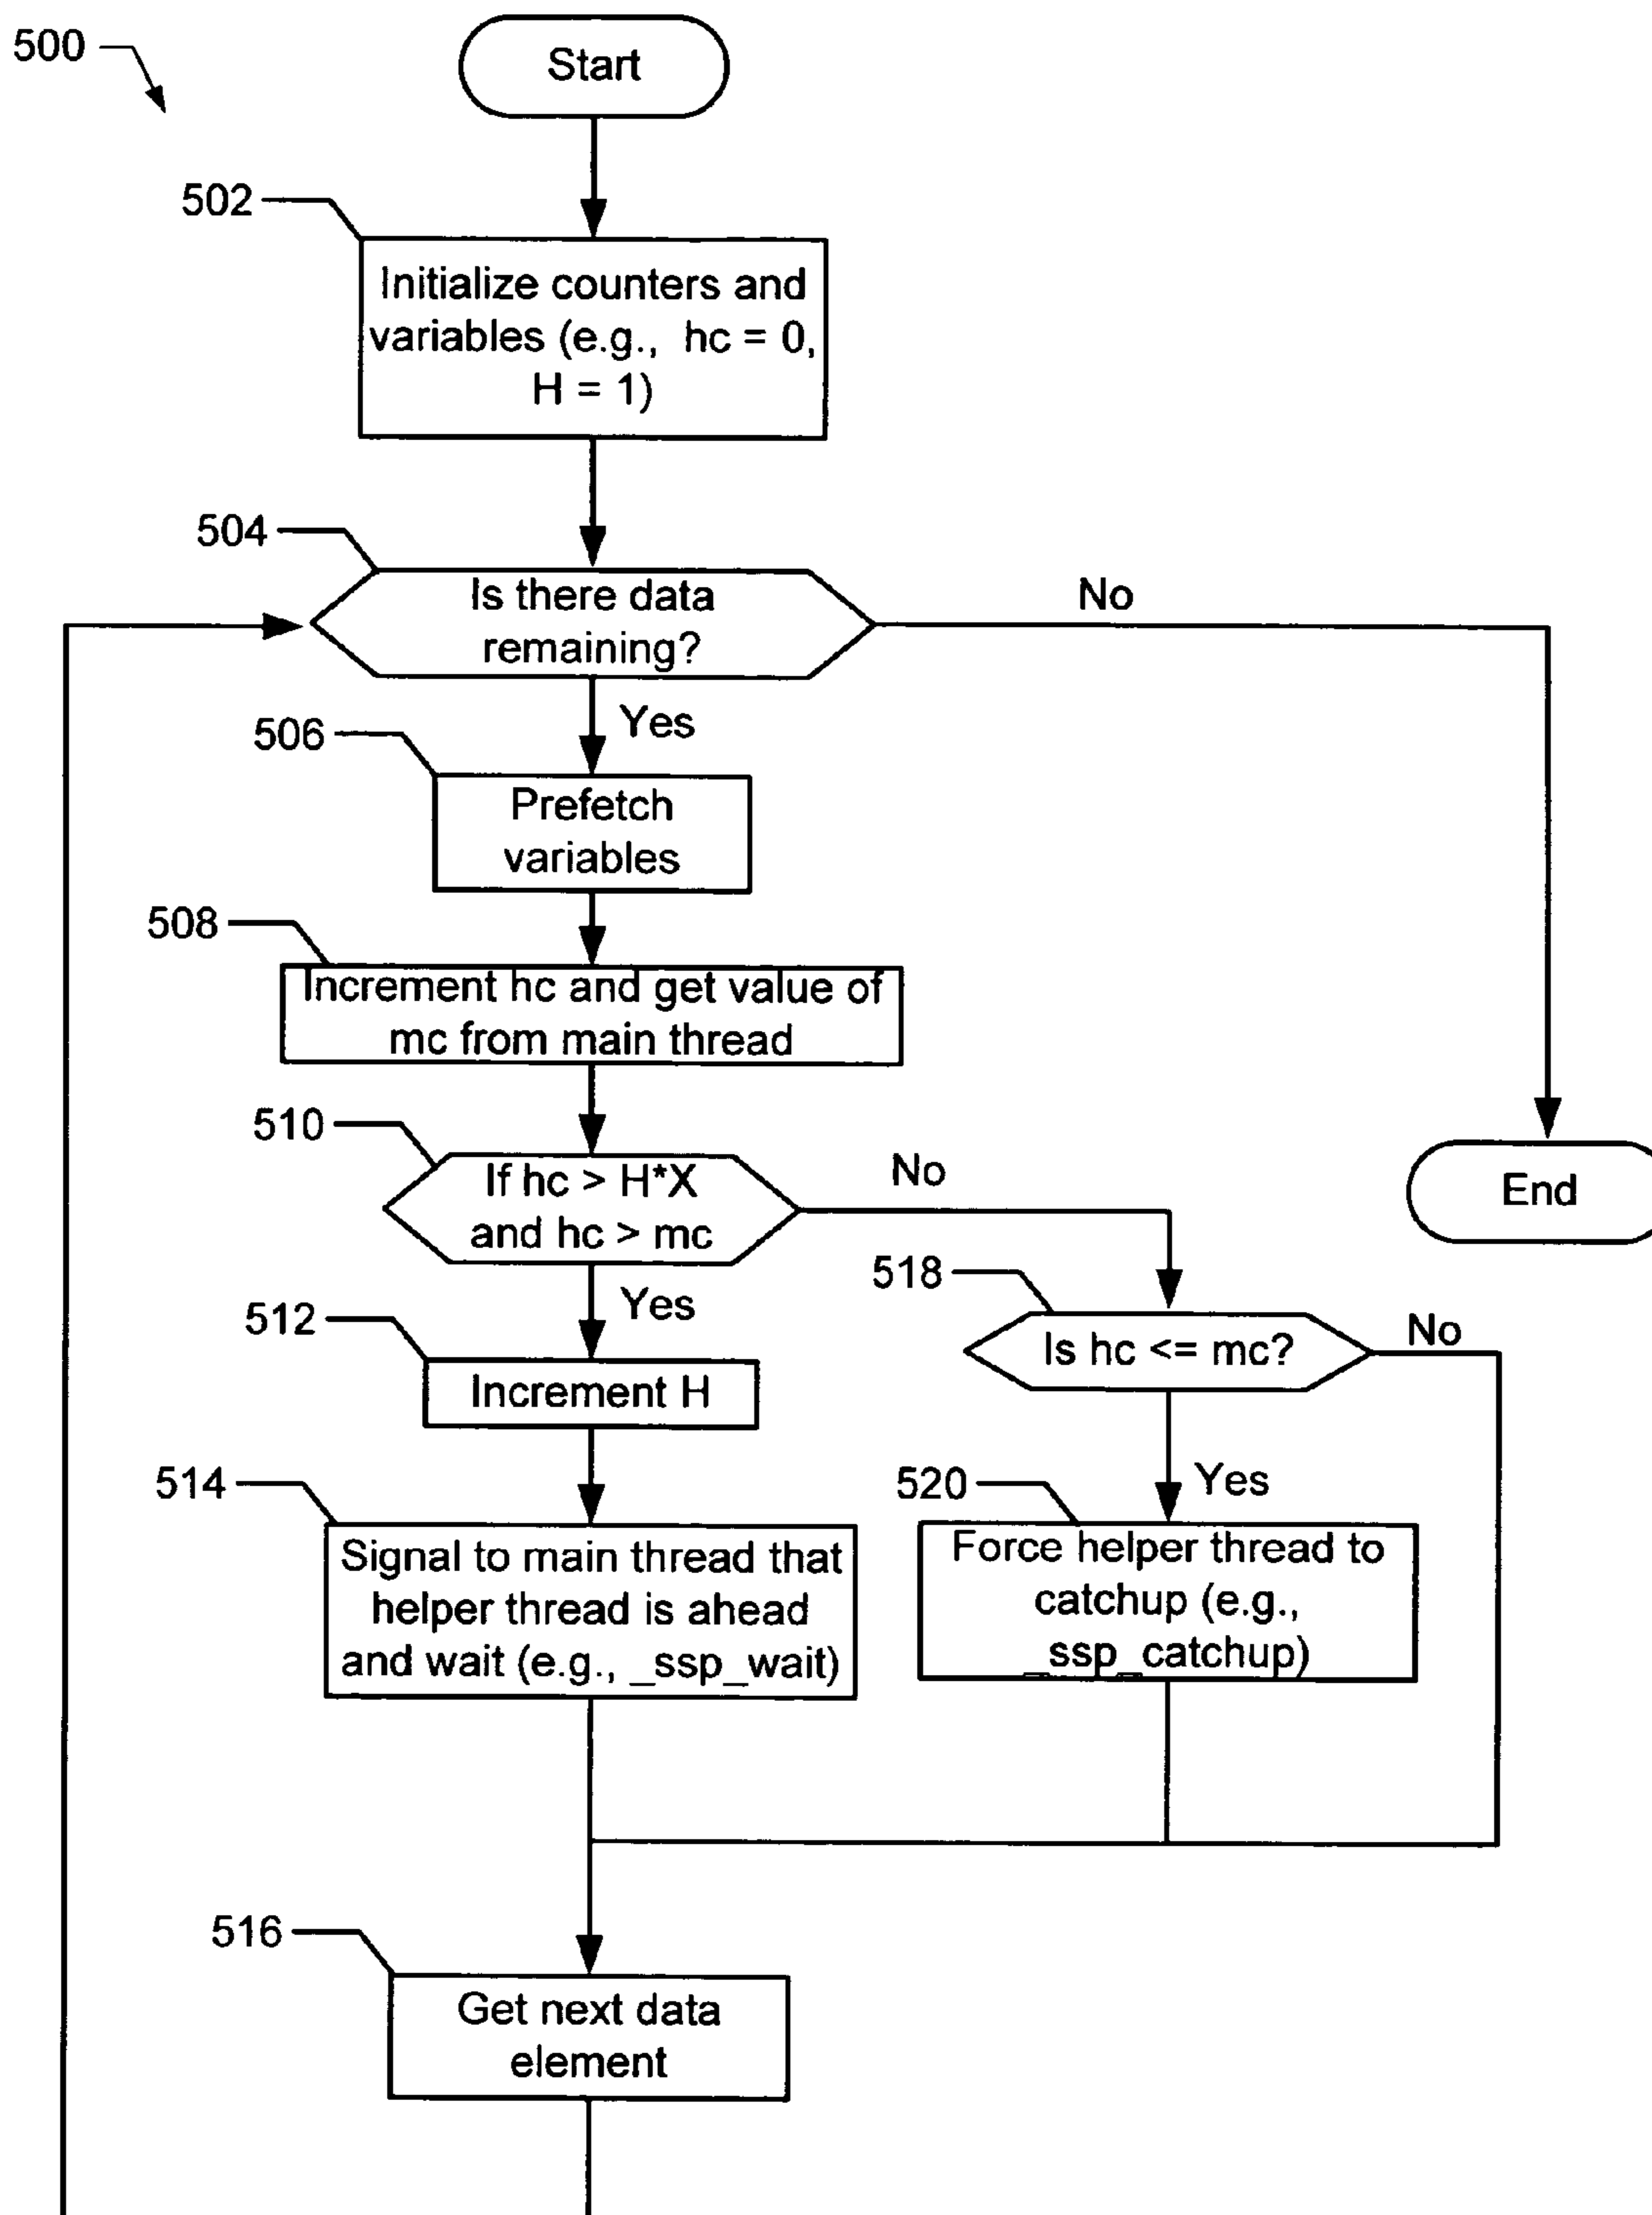 500
Start
502
Initialize counters and
variables (e.g., hc = 0,
H = 1)
504
Is there data
remaining?
No
Yes
506
Prefetch
variables
508
Increment hc and get value of
mc from main thread
510
If hc > H*X
and hc > mc
No
End
Yes
512
Increment H
518
Is hc <= mc?
No
514
Signal to main thread that
helper thread is ahead
and wait (e.g., _ssp_wait)
Yes
520
Force helper thread to
catchup (e.g.,
_ssp_catchup)
516
Get next data
element